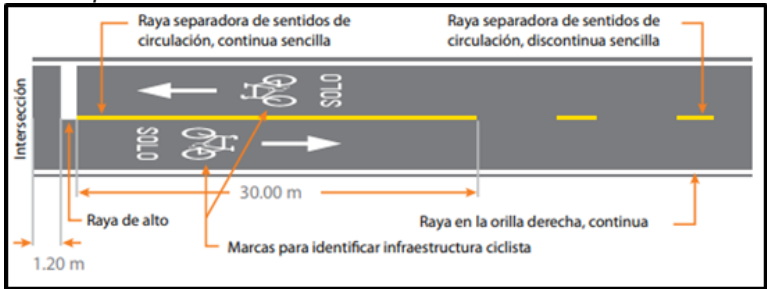 Raya separadora de sentidos de
circulación, continua sencilla
Raya separadora de sentidos de
circulación, discontinua sencilla
Intersección
SOLO
SOLO
30.00 m
Raya de alto
Raya en la orilla derecha, continua
Marcas para identificar infraestructura ciclista
1.20 m